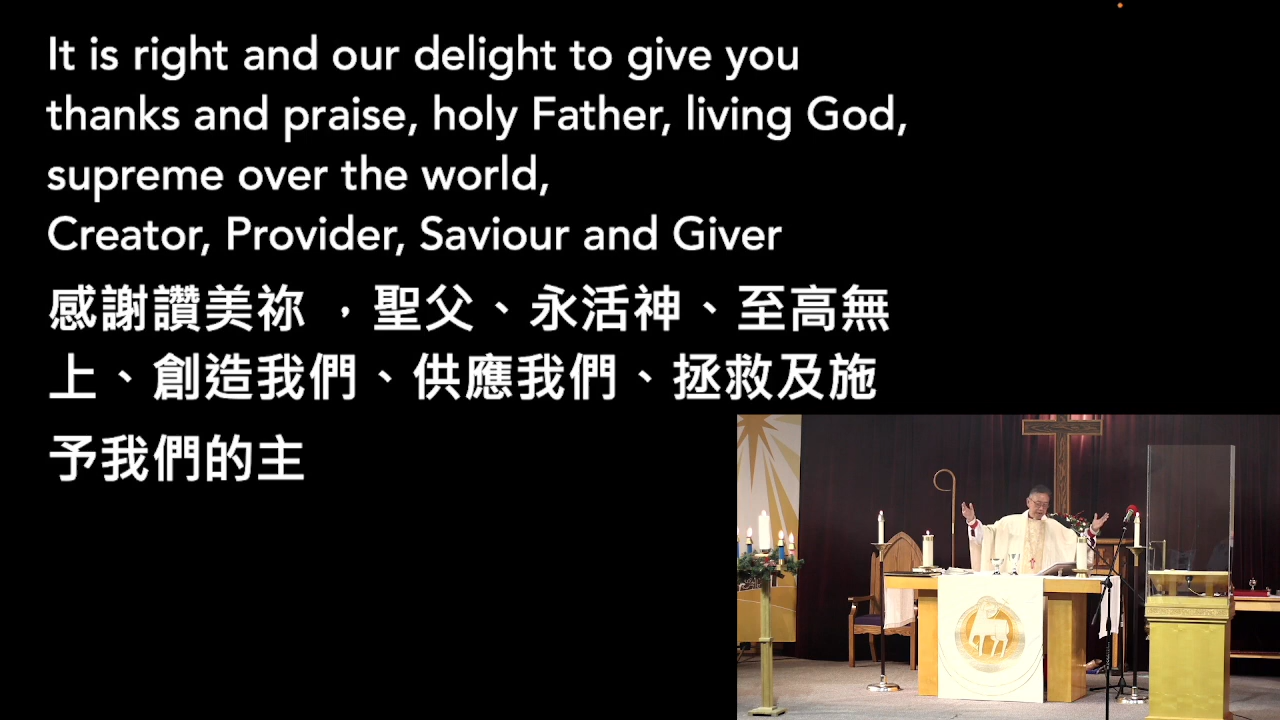 It is right and our delight to give you
thanks and praise, holy Father, living God,
supreme over the world,
Creator, Provider, Saviour and Giver
感謝讚美祢 ，聖父、永活神、至高無
上、創造我們、供應我們、拯救及施
予我們的主